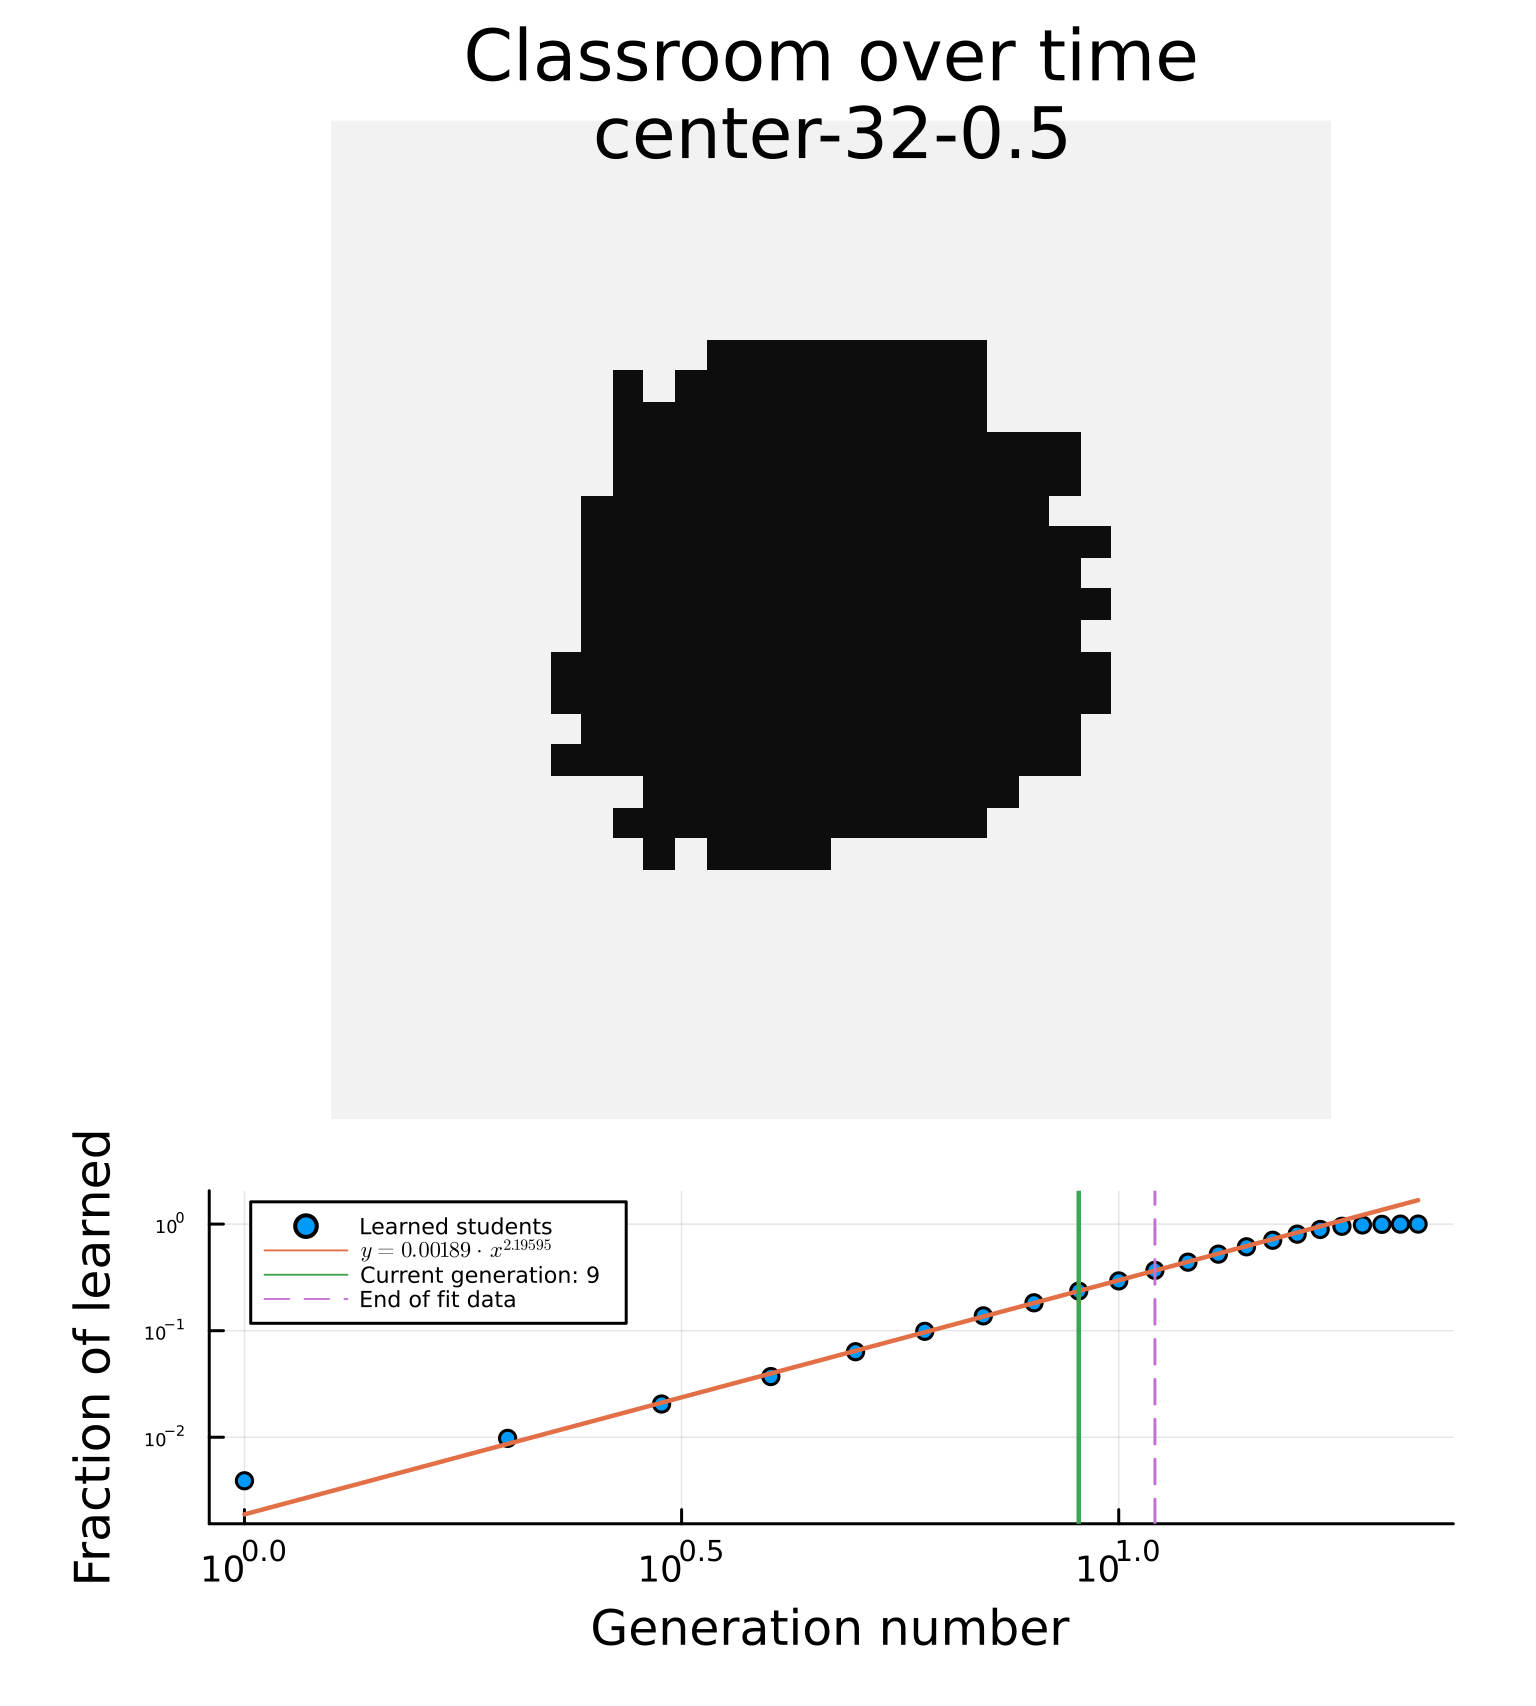 Classroom over time
center-32-0.5
Fraction of learned
10^0
10^−1
10^−2
Learned students
y = 0.00189 · x^2.19595
Current generation: 9
End of fit data
10^0.0
10^0.5
10^1.0
Generation number